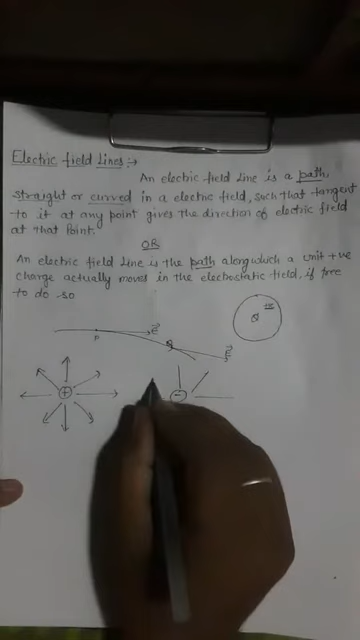 Electric field Lines :→
An electric field line is a path,
straight or curved in a electric field, such that tangent
to it at any point gives the direction of electric field
at that point.
OR
An electric field line is the path along which a unit +ve
charge actually moves in the electrostatic field, if free
to do so
P
E
Q
E
+
−